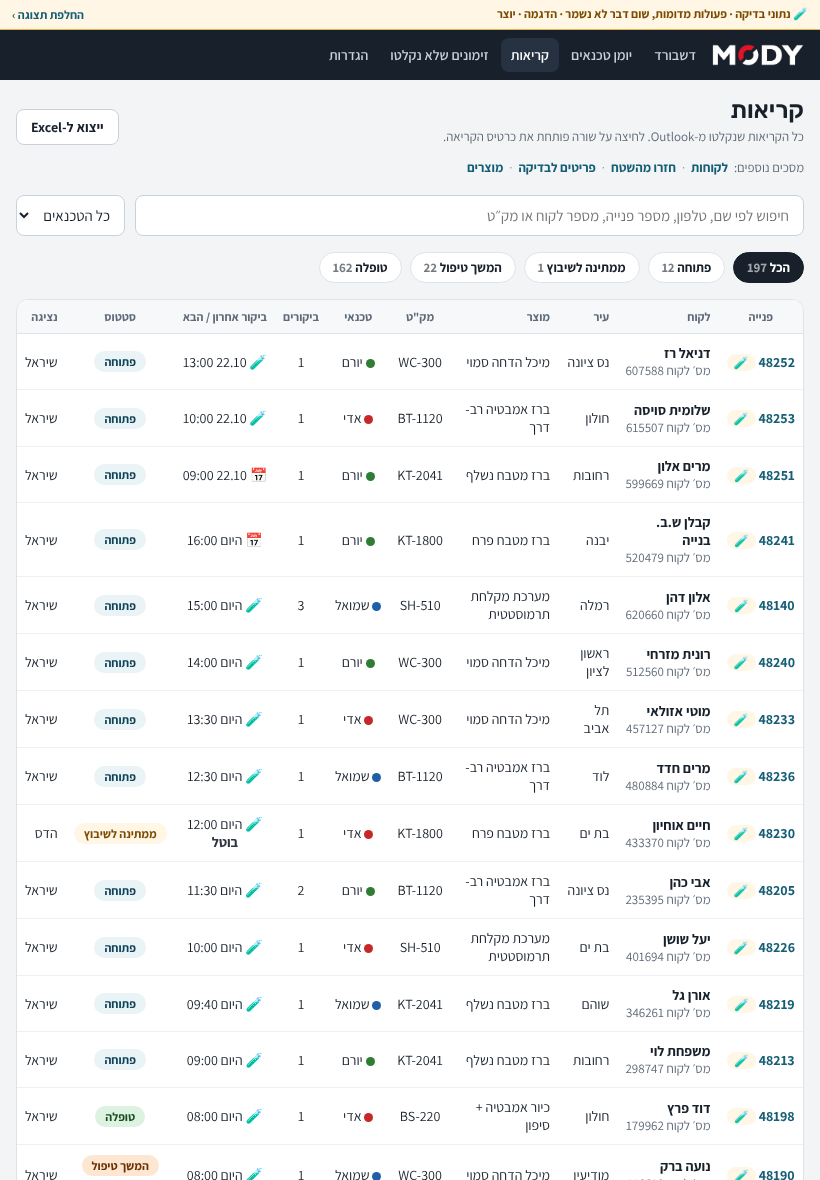 🧪 נתוני בדיקה · פעולות מדומות, שום דבר לא נשמר · הדגמה · יוצר
החלפת תצוגה ›
MODY דשבורד יומן טכנאים קריאות זימונים שלא נקלטו הגדרות
קריאות
כל הקריאות שנקלטו מ-Outlook. לחיצה על שורה פותחת את כרטיס הקריאה.
ייצוא ל-Excel
מסכים נוספים: לקוחות · חזרו מהשטח · פריטים לבדיקה · מוצרים
חיפוש לפי שם, טלפון, מספר פנייה, מספר לקוח או מק״ט
כל הטכנאים
הכל 197 פתוחה 12 ממתינה לשיבוץ 1 המשך טיפול 22 טופלה 162
פנייה לקוח עיר מוצר מק"ט טכנאי ביקורים ביקור אחרון / הבא סטטוס נציגה
48252 🧪 דניאל רז נס ציונה מיכל הדחה סמוי WC-300 יורם 1 🧪 22.10 13:00 פתוחה שיראל
מס׳ לקוח 607588
48253 🧪 שלומית סויסה חולון ברז אמבטיה רב- BT-1120 אדי 1 🧪 22.10 10:00 פתוחה שיראל
מס׳ לקוח 615507 דרך
48251 🧪 מרים אלון רחובות ברז מטבח נשלף KT-2041 יורם 1 📅 22.10 09:00 פתוחה שיראל
מס׳ לקוח 599669
48241 🧪 קבלן ש.ב. יבנה ברז מטבח פרח KT-1800 יורם 1 📅 היום 16:00 פתוחה שיראל
בנייה
מס׳ לקוח 520479
48140 🧪 אלון דהן רמלה מערכת מקלחת SH-510 שמואל 3 🧪 היום 15:00 פתוחה שיראל
מס׳ לקוח 620660 תרמוסטטית
48240 🧪 רונית מזרחי ראשון מיכל הדחה סמוי WC-300 יורם 1 🧪 היום 14:00 פתוחה שיראל
מס׳ לקוח 512560 לציון
48233 🧪 מוטי אזולאי תל מיכל הדחה סמוי WC-300 אדי 1 🧪 היום 13:30 פתוחה שיראל
מס׳ לקוח 457127 אביב
48236 🧪 מרים חדד לוד ברז אמבטיה רב- BT-1120 שמואל 1 🧪 היום 12:30 פתוחה שיראל
מס׳ לקוח 480884 דרך
48230 🧪 חיים אוחיון בת ים ברז מטבח פרח KT-1800 אדי 1 🧪 היום 12:00 ממתינה לשיבוץ הדס
מס׳ לקוח 433370 בוטל
48205 🧪 אבי כהן נס ציונה ברז אמבטיה רב- BT-1120 יורם 2 🧪 היום 11:30 פתוחה שיראל
מס׳ לקוח 235395 דרך
48226 🧪 יעל שושן בת ים מערכת מקלחת SH-510 אדי 1 🧪 היום 10:00 פתוחה שיראל
מס׳ לקוח 401694 תרמוסטטית
48219 🧪 אורן גל שוהם ברז מטבח נשלף KT-2041 שמואל 1 🧪 היום 09:40 פתוחה שיראל
מס׳ לקוח 346261
48213 🧪 משפחת לוי רחובות ברז מטבח נשלף KT-2041 יורם 1 🧪 היום 09:00 פתוחה שיראל
מס׳ לקוח 298747
48198 🧪 דוד פרץ חולון כיור אמבטיה + BS-220 אדי 1 🧪 היום 08:00 טופלה שיראל
מס׳ לקוח 179962 סיפון
48190 🧪 נועה ברק מודיעין מיכל הדחה סמוי WC-300 שמואל 1 🧪 היום 08:00 המשך טיפול שיראל